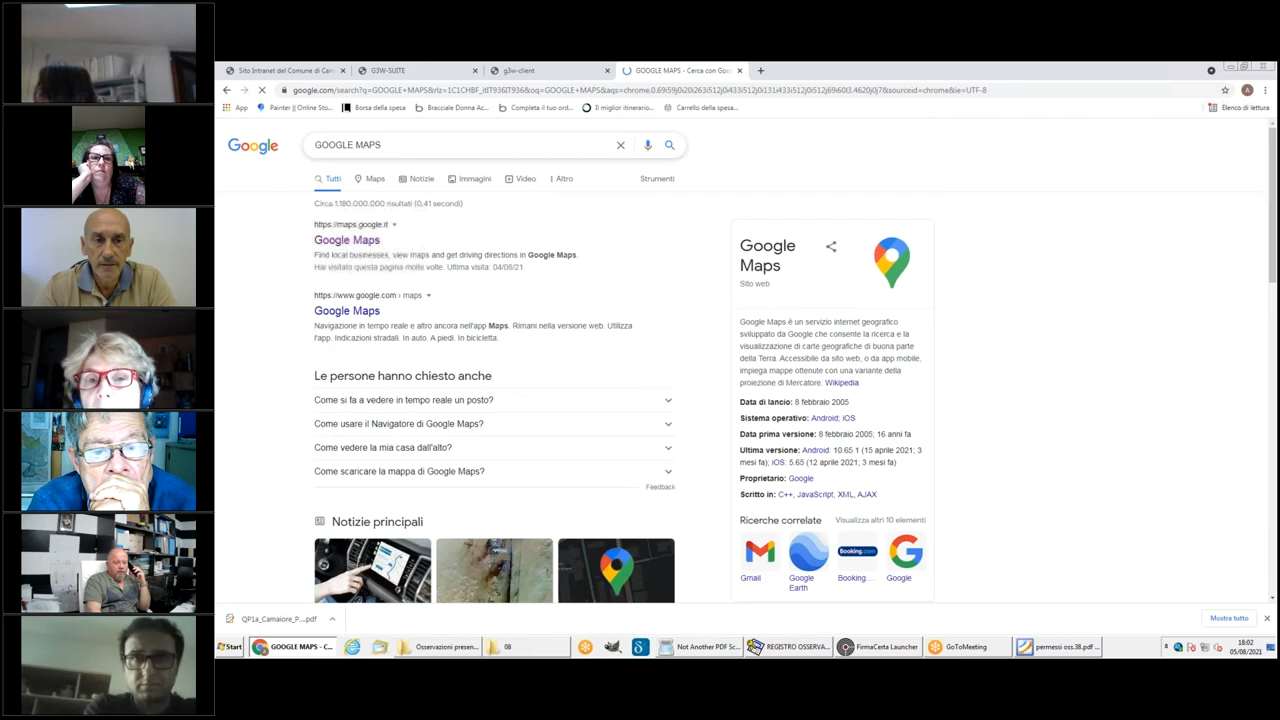 Sito Intranet del Comune di Cam
G3W-SUITE
g3w-client
GOOGLE MAPS - Cerca con Goo
App
Painter || Online Sto...
Borsa della spesa
Bracciale Donna Ac...
Completa il tuo ord...
Il miglior itinerario...
Carrello della spesa...
Elenco di lettura
Google
GOOGLE MAPS
Tutti
Maps
Notizie
Immagini
Video
Altro
Strumenti
Circa 1.180.000.000 risultati (0,41 secondi)
https://maps.google.it
Google Maps
Find local businesses, view maps and get driving directions in Google Maps.
Hai visitato questa pagina molte volte. Ultima visita: 04/08/21
https://www.google.com › maps
Google Maps
Navigazione in tempo reale e altro ancora nell'app Maps. Rimani nella versione web. Utilizza
l'app. Indicazioni stradali. In auto. A piedi. In bicicletta.
Le persone hanno chiesto anche
Come si fa a vedere in tempo reale un posto?
Come usare il Navigatore di Google Maps?
Come vedere la mia casa dall'alto?
Come scaricare la mappa di Google Maps?
Feedback
Notizie principali
Google
Maps
Sito web
Google Maps è un servizio internet geografico
sviluppato da Google che consente la ricerca e la
visualizzazione di carte geografiche di buona parte
della Terra. Accessibile da sito web, o da app mobile,
impiega mappe ottenute con una variante della
proiezione di Mercatore. Wikipedia
Data di lancio: 8 febbraio 2005
Sistema operativo: Android; iOS
Data prima versione: 8 febbraio 2005; 16 anni fa
Ultima versione: Android: 10.65.1 (15 aprile 2021; 3
mesi fa); iOS: 5.65 (12 aprile 2021; 3 mesi fa)
Proprietario: Google
Scritto in: C++, JavaScript, XML, AJAX
Ricerche correlate
Visualizza altri 10 elementi
Gmail
Google
Earth
Booking.com
Booking....
Google
QP1a_Camaiore_P....pdf
Mostra tutto
Start
GOOGLE MAPS - C...
Osservazioni presen...
08
Not Another PDF Sc...
REGISTRO OSSERVA...
FirmaCerta Launcher
GoToMeeting
permessi oss.38.pdf ...
18:02
05/08/2021